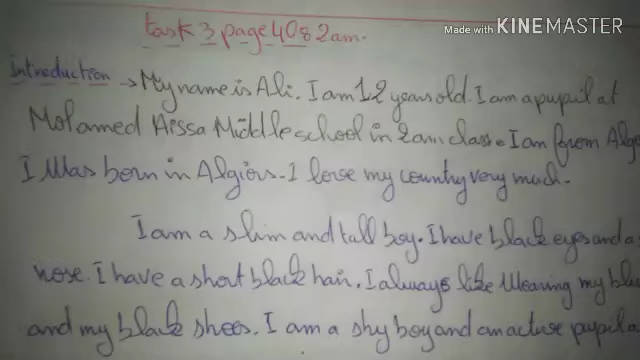 Made with KINEMASTER
task 3 page 40 & 2am.
introduction → My name is Ali. I am 12 years old. I am a pupil at
Mohamed Aissa Middle school in 2am class. I am from Alge
I Was born in Algiers. I love my country very much.
I am a slim and tall boy. I have black eyes and a
nose. I have a short black hair. I always like Wearing my blu
and my black shoes. I am a shy boy and an active pupil a